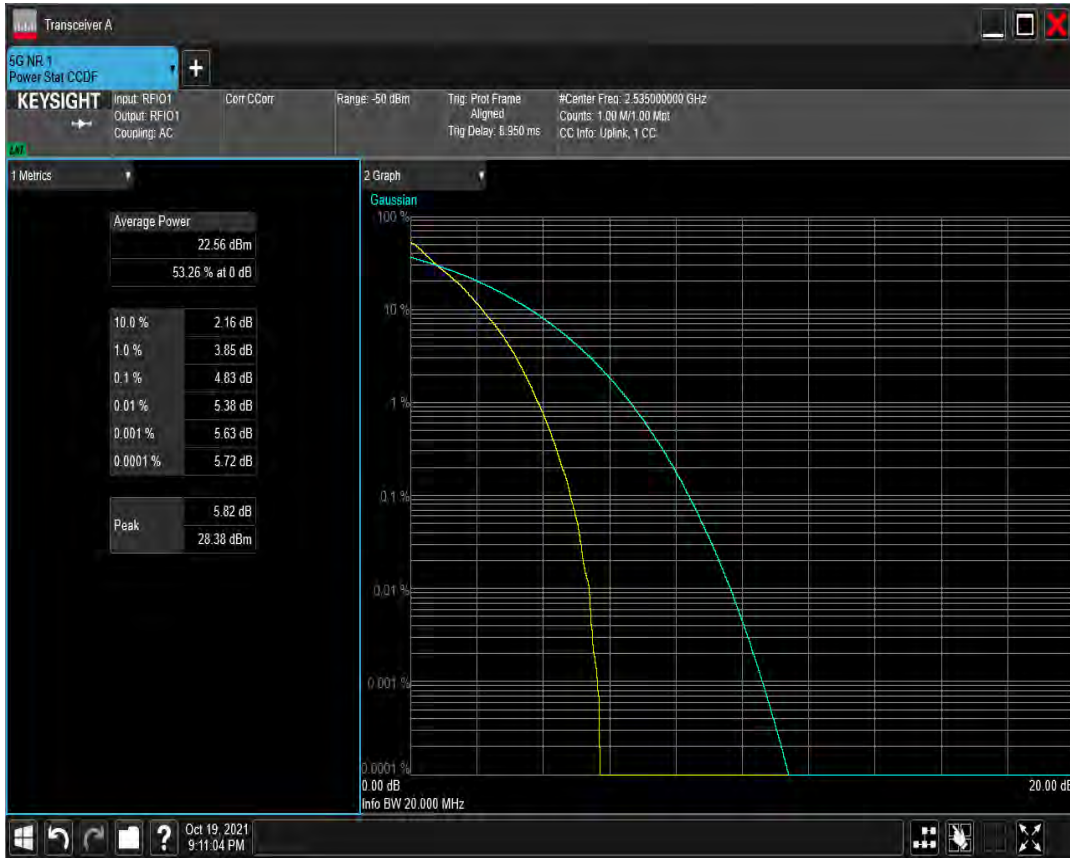 Transceiver A
5G NR 1
Power Stat CCDF
+
KEYSIGHT
Input: RFIO1
Output: RFIO1
Coupling: AC
Corr CCorr
Range: -50 dBm
Trig: Prot Frame
Aligned
Trig Delay: 8.950 ms
#Center Freq: 2.535000000 GHz
Counts: 1.00 M/1.00 Mpt
CC Info: Uplink, 1 CC
1 Metrics
Average Power
22.56 dBm
53.26 % at 0 dB
10.0 % 2.16 dB
1.0 % 3.85 dB
0.1 % 4.83 dB
0.01 % 5.38 dB
0.001 % 5.63 dB
0.0001 % 5.72 dB
Peak
5.82 dB
28.38 dBm
2 Graph
Gaussian
100 %
10 %
1 %
0.1 %
0.01 %
0.001 %
0.0001 %
0.00 dB
20.00 dB
Info BW 20.000 MHz
?
Oct 19, 2021
9:11:04 PM